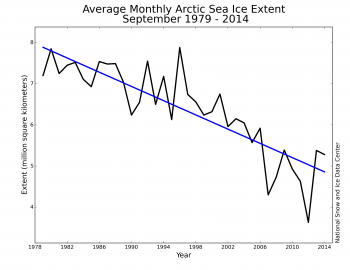 Average Monthly Arctic Sea Ice Extent
September 1979 - 2014
Extent (million square kilometers)
8
7
6
5
4
1978 1982 1986 1990 1994 1998 2002 2006 2010 2014
Year
National Snow and Ice Data Center